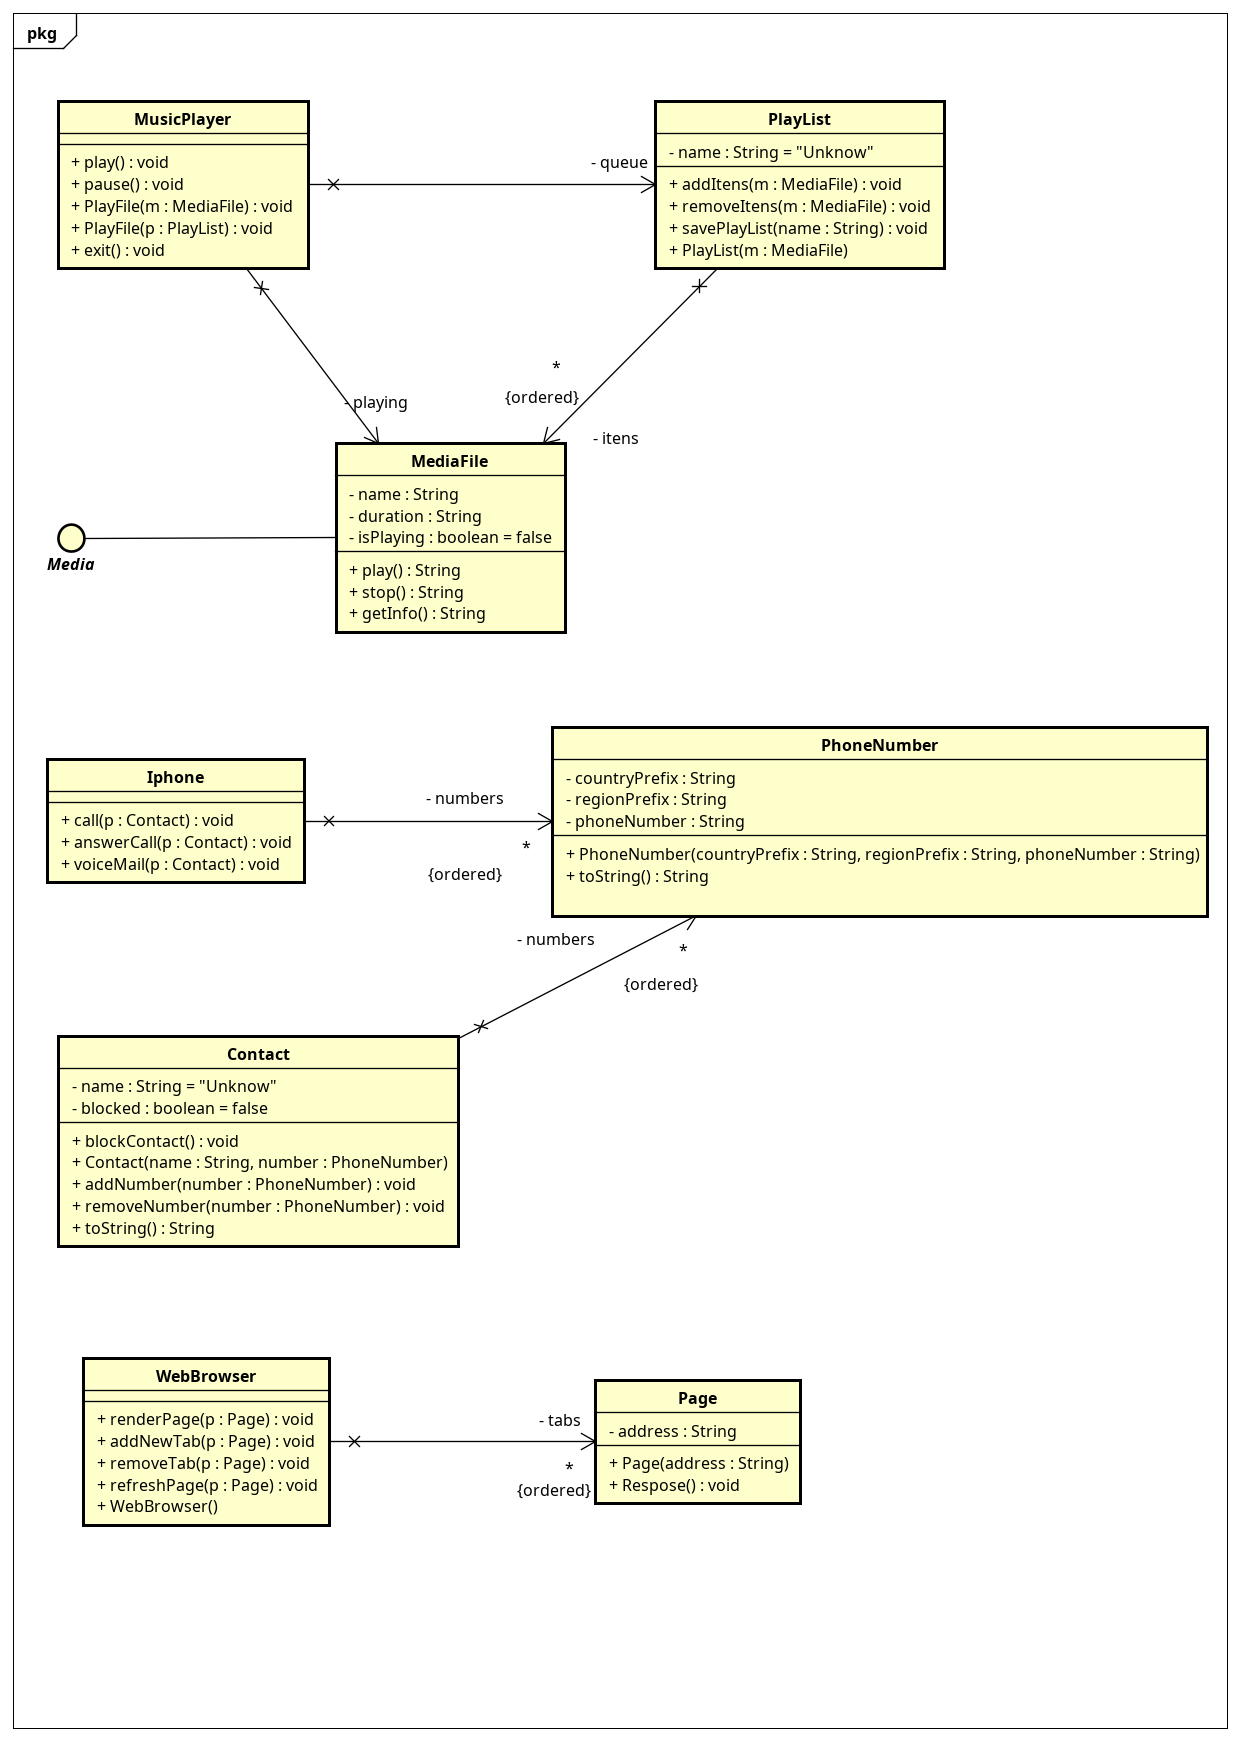 pkg
MusicPlayer
+ play() : void
+ pause() : void
+ PlayFile(m : MediaFile) : void
+ PlayFile(p : PlayList) : void
+ exit() : void
- queue
PlayList
- name : String = "Unknow"
+ addItens(m : MediaFile) : void
+ removeItens(m : MediaFile) : void
+ savePlayList(name : String) : void
+ PlayList(m : MediaFile)
- playing
*
{ordered}
- itens
Media
MediaFile
- name : String
- duration : String
- isPlaying : boolean = false
+ play() : String
+ stop() : String
+ getInfo() : String
Iphone
+ call(p : Contact) : void
+ answerCall(p : Contact) : void
+ voiceMail(p : Contact) : void
- numbers
*
{ordered}
PhoneNumber
- countryPrefix : String
- regionPrefix : String
- phoneNumber : String
+ PhoneNumber(countryPrefix : String, regionPrefix : String, phoneNumber : String)
+ toString() : String
- numbers
*
{ordered}
Contact
- name : String = "Unknow"
- blocked : boolean = false
+ blockContact() : void
+ Contact(name : String, number : PhoneNumber)
+ addNumber(number : PhoneNumber) : void
+ removeNumber(number : PhoneNumber) : void
+ toString() : String
WebBrowser
+ renderPage(p : Page) : void
+ addNewTab(p : Page) : void
+ removeTab(p : Page) : void
+ refreshPage(p : Page) : void
+ WebBrowser()
- tabs
*
{ordered}
Page
- address : String
+ Page(address : String)
+ Respose() : void